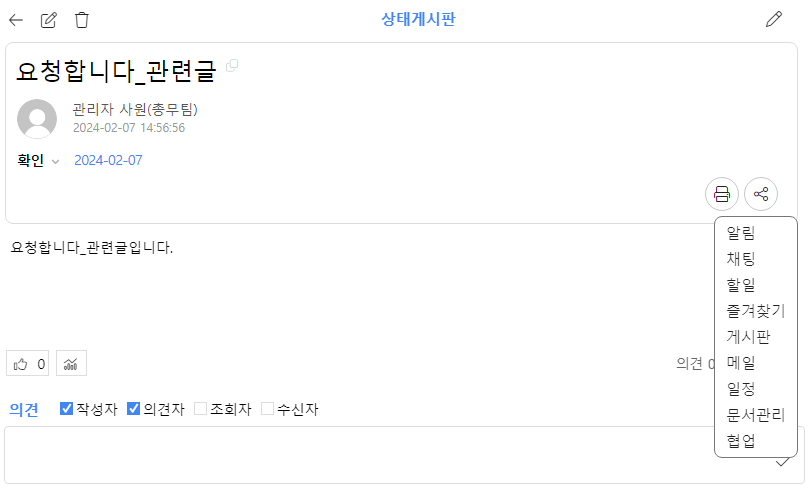 상태게시판
요청합니다_관련글
관리자 사원(총무팀)
2024-02-07 14:56:56
확인 2024-02-07
요청합니다_관련글입니다.
알림
채팅
할일
즐겨찾기
게시판
메일
일정
문서관리
협업
0
의견 0
의견 작성자 의견자 조회자 수신자